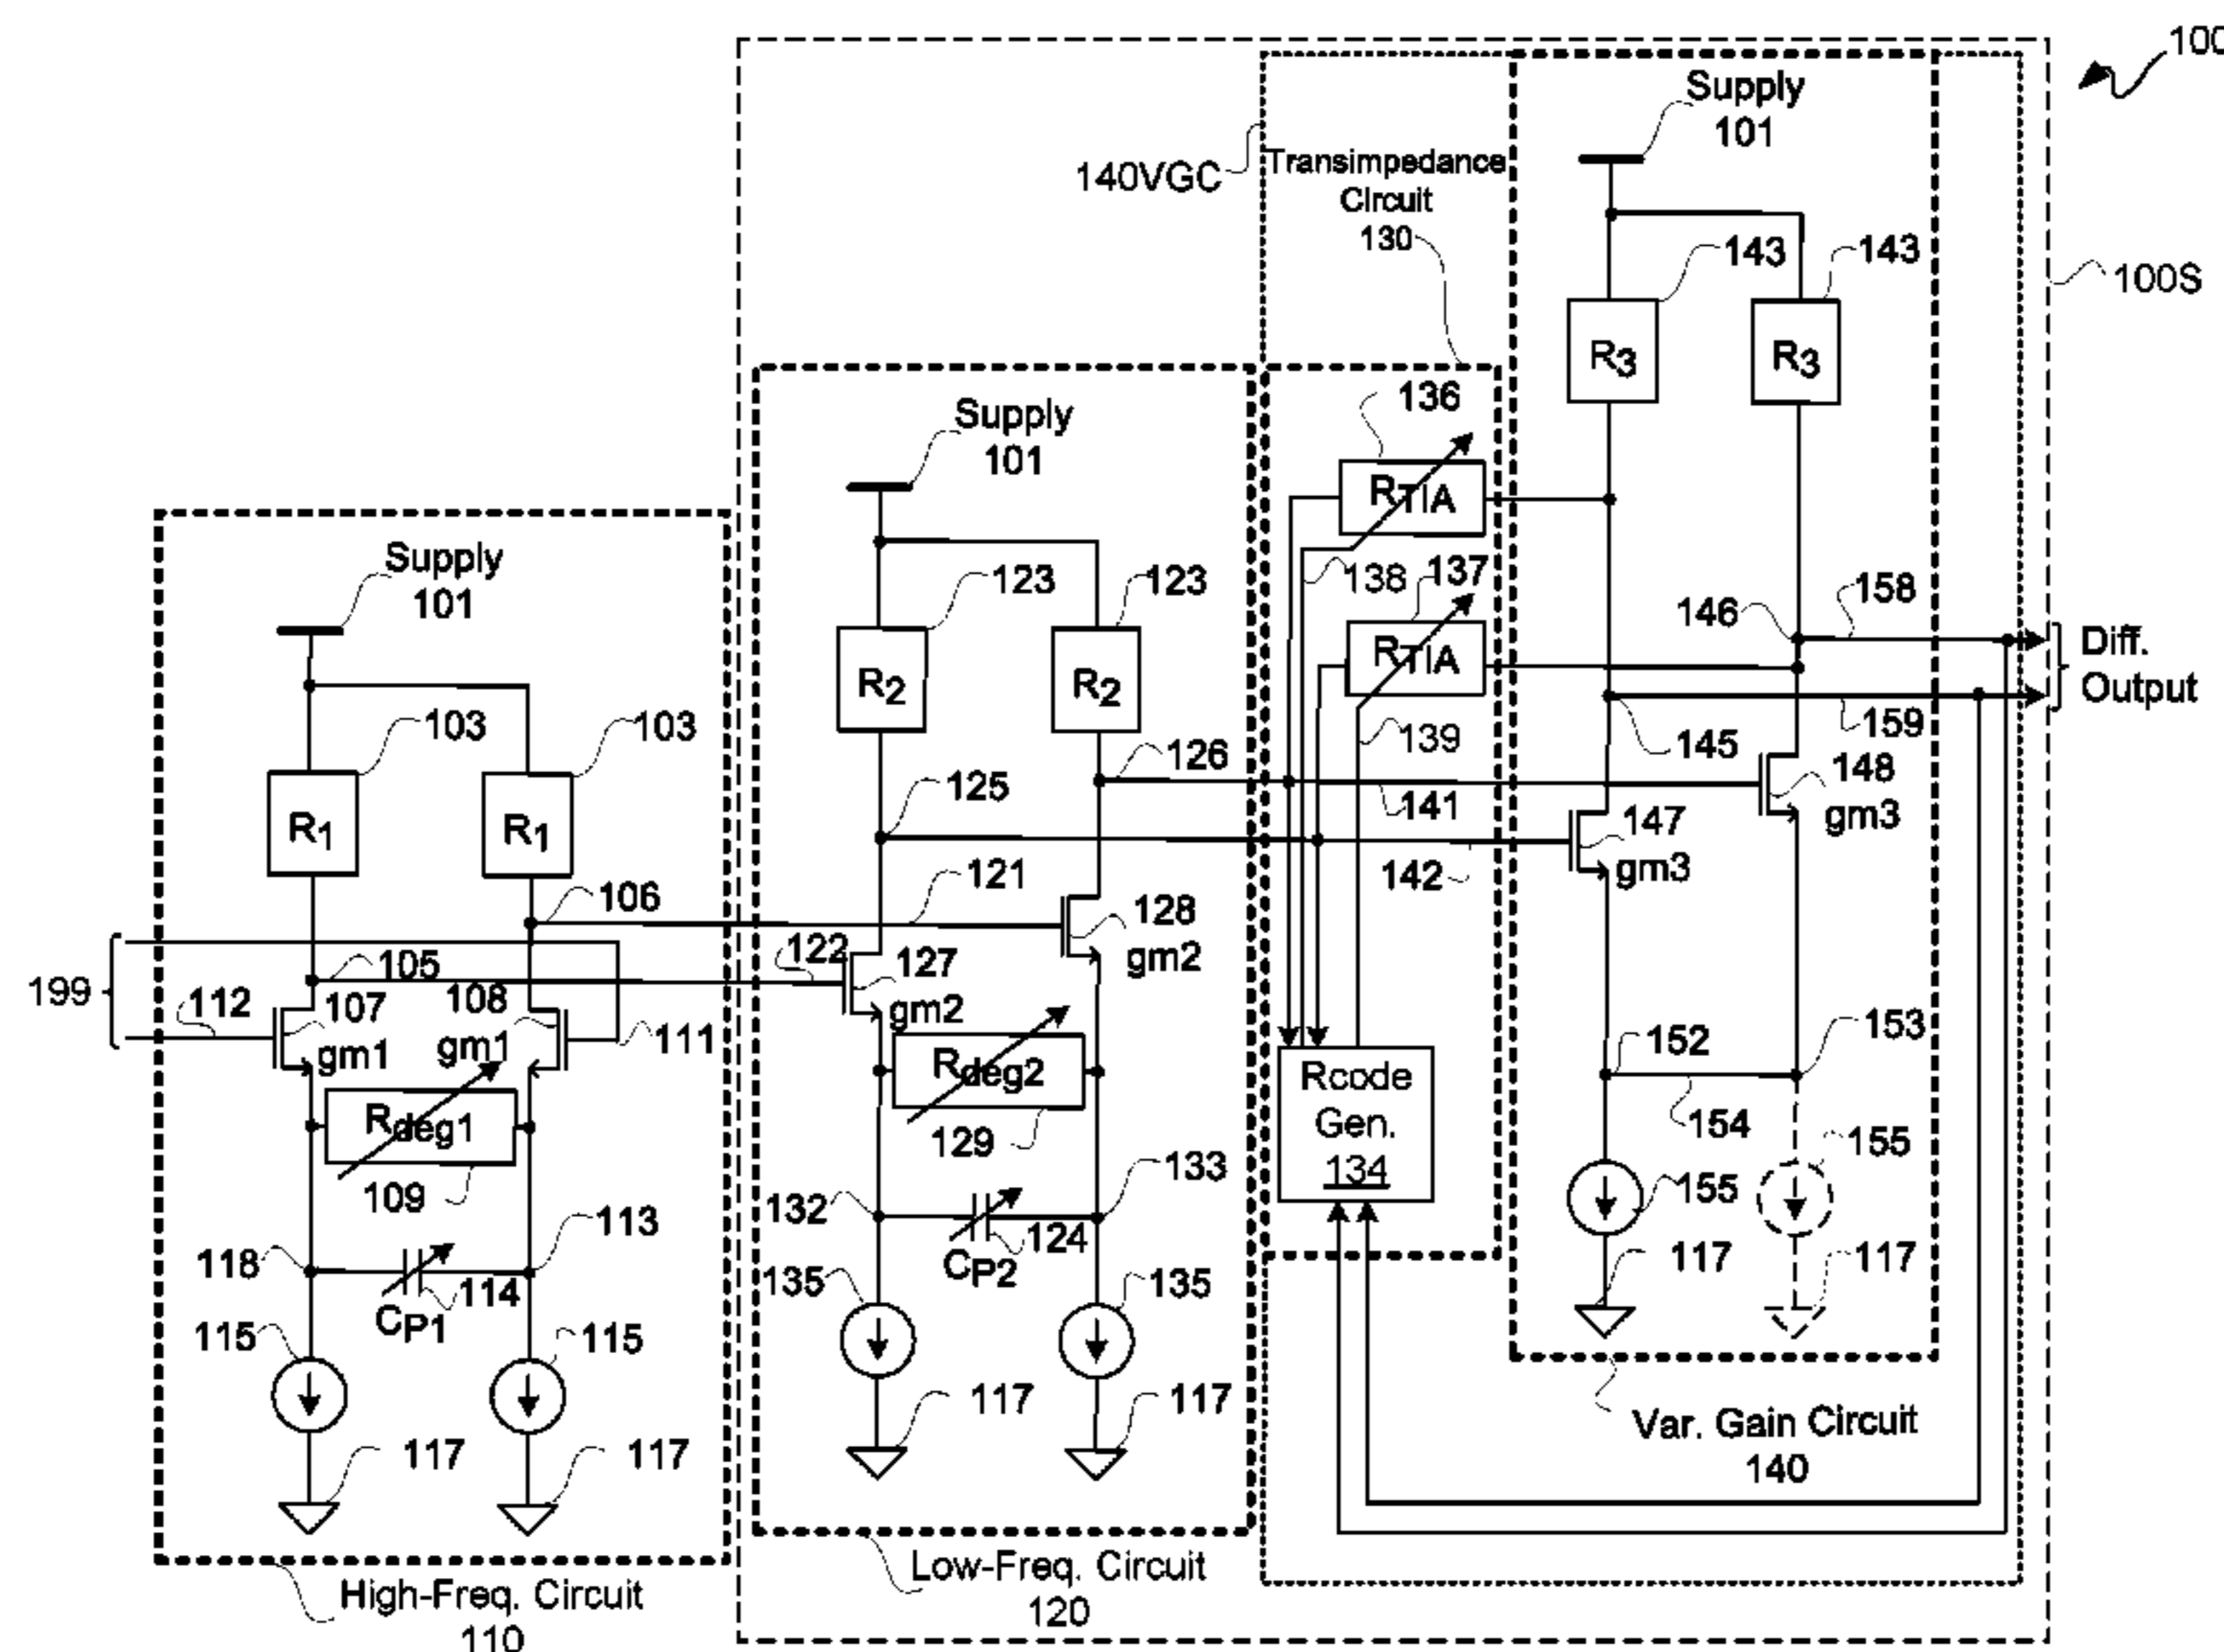 100
Supply
101
140VGC
Transimpedance
Circuit
130
143
143
100S
R3
R3
136
Supply
101
RTIA
138
137
158
146
Diff.
Output
RTIA
159
145
139
123
123
R2
R2
126
125
148
gm3
141
147
gm3
142
Supply
101
103
103
R1
R1
106
121
128
gm2
122
127
gm2
105
199
112
107
gm1
108
gm1
111
Rdeg1
109
Rdeg2
129
Rcode
Gen.
134
152
153
154
155
155
132
133
124
CP2
118
113
114
CP1
135
135
117
117
115
115
117
117
117
117
Var. Gain Circuit
140
Low-Freq. Circuit
120
High-Freq. Circuit
110